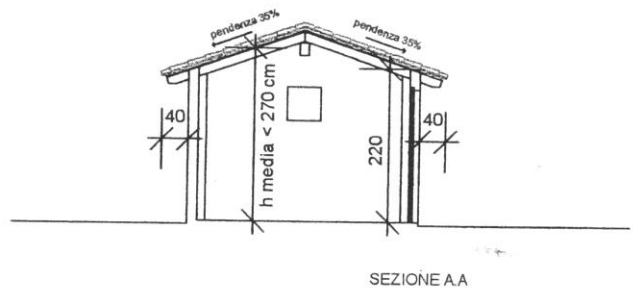 pendenza 35%
pendenza 35%
40
h media < 270 cm
220
40
SEZIONE A.A